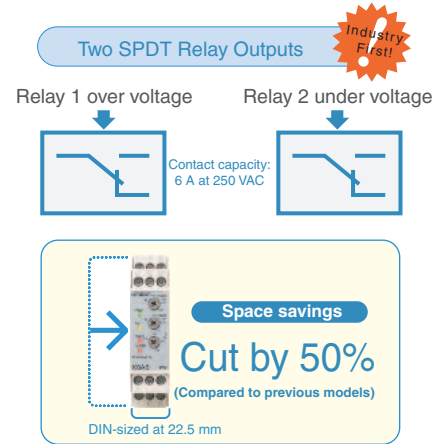 Two SPDT Relay Outputs
Industry
First!
Relay 1 over voltage
Relay 2 under voltage
Contact capacity:
6 A at 250 VAC
Space savings
Cut by 50%
(Compared to previous models)
DIN-sized at 22.5 mm